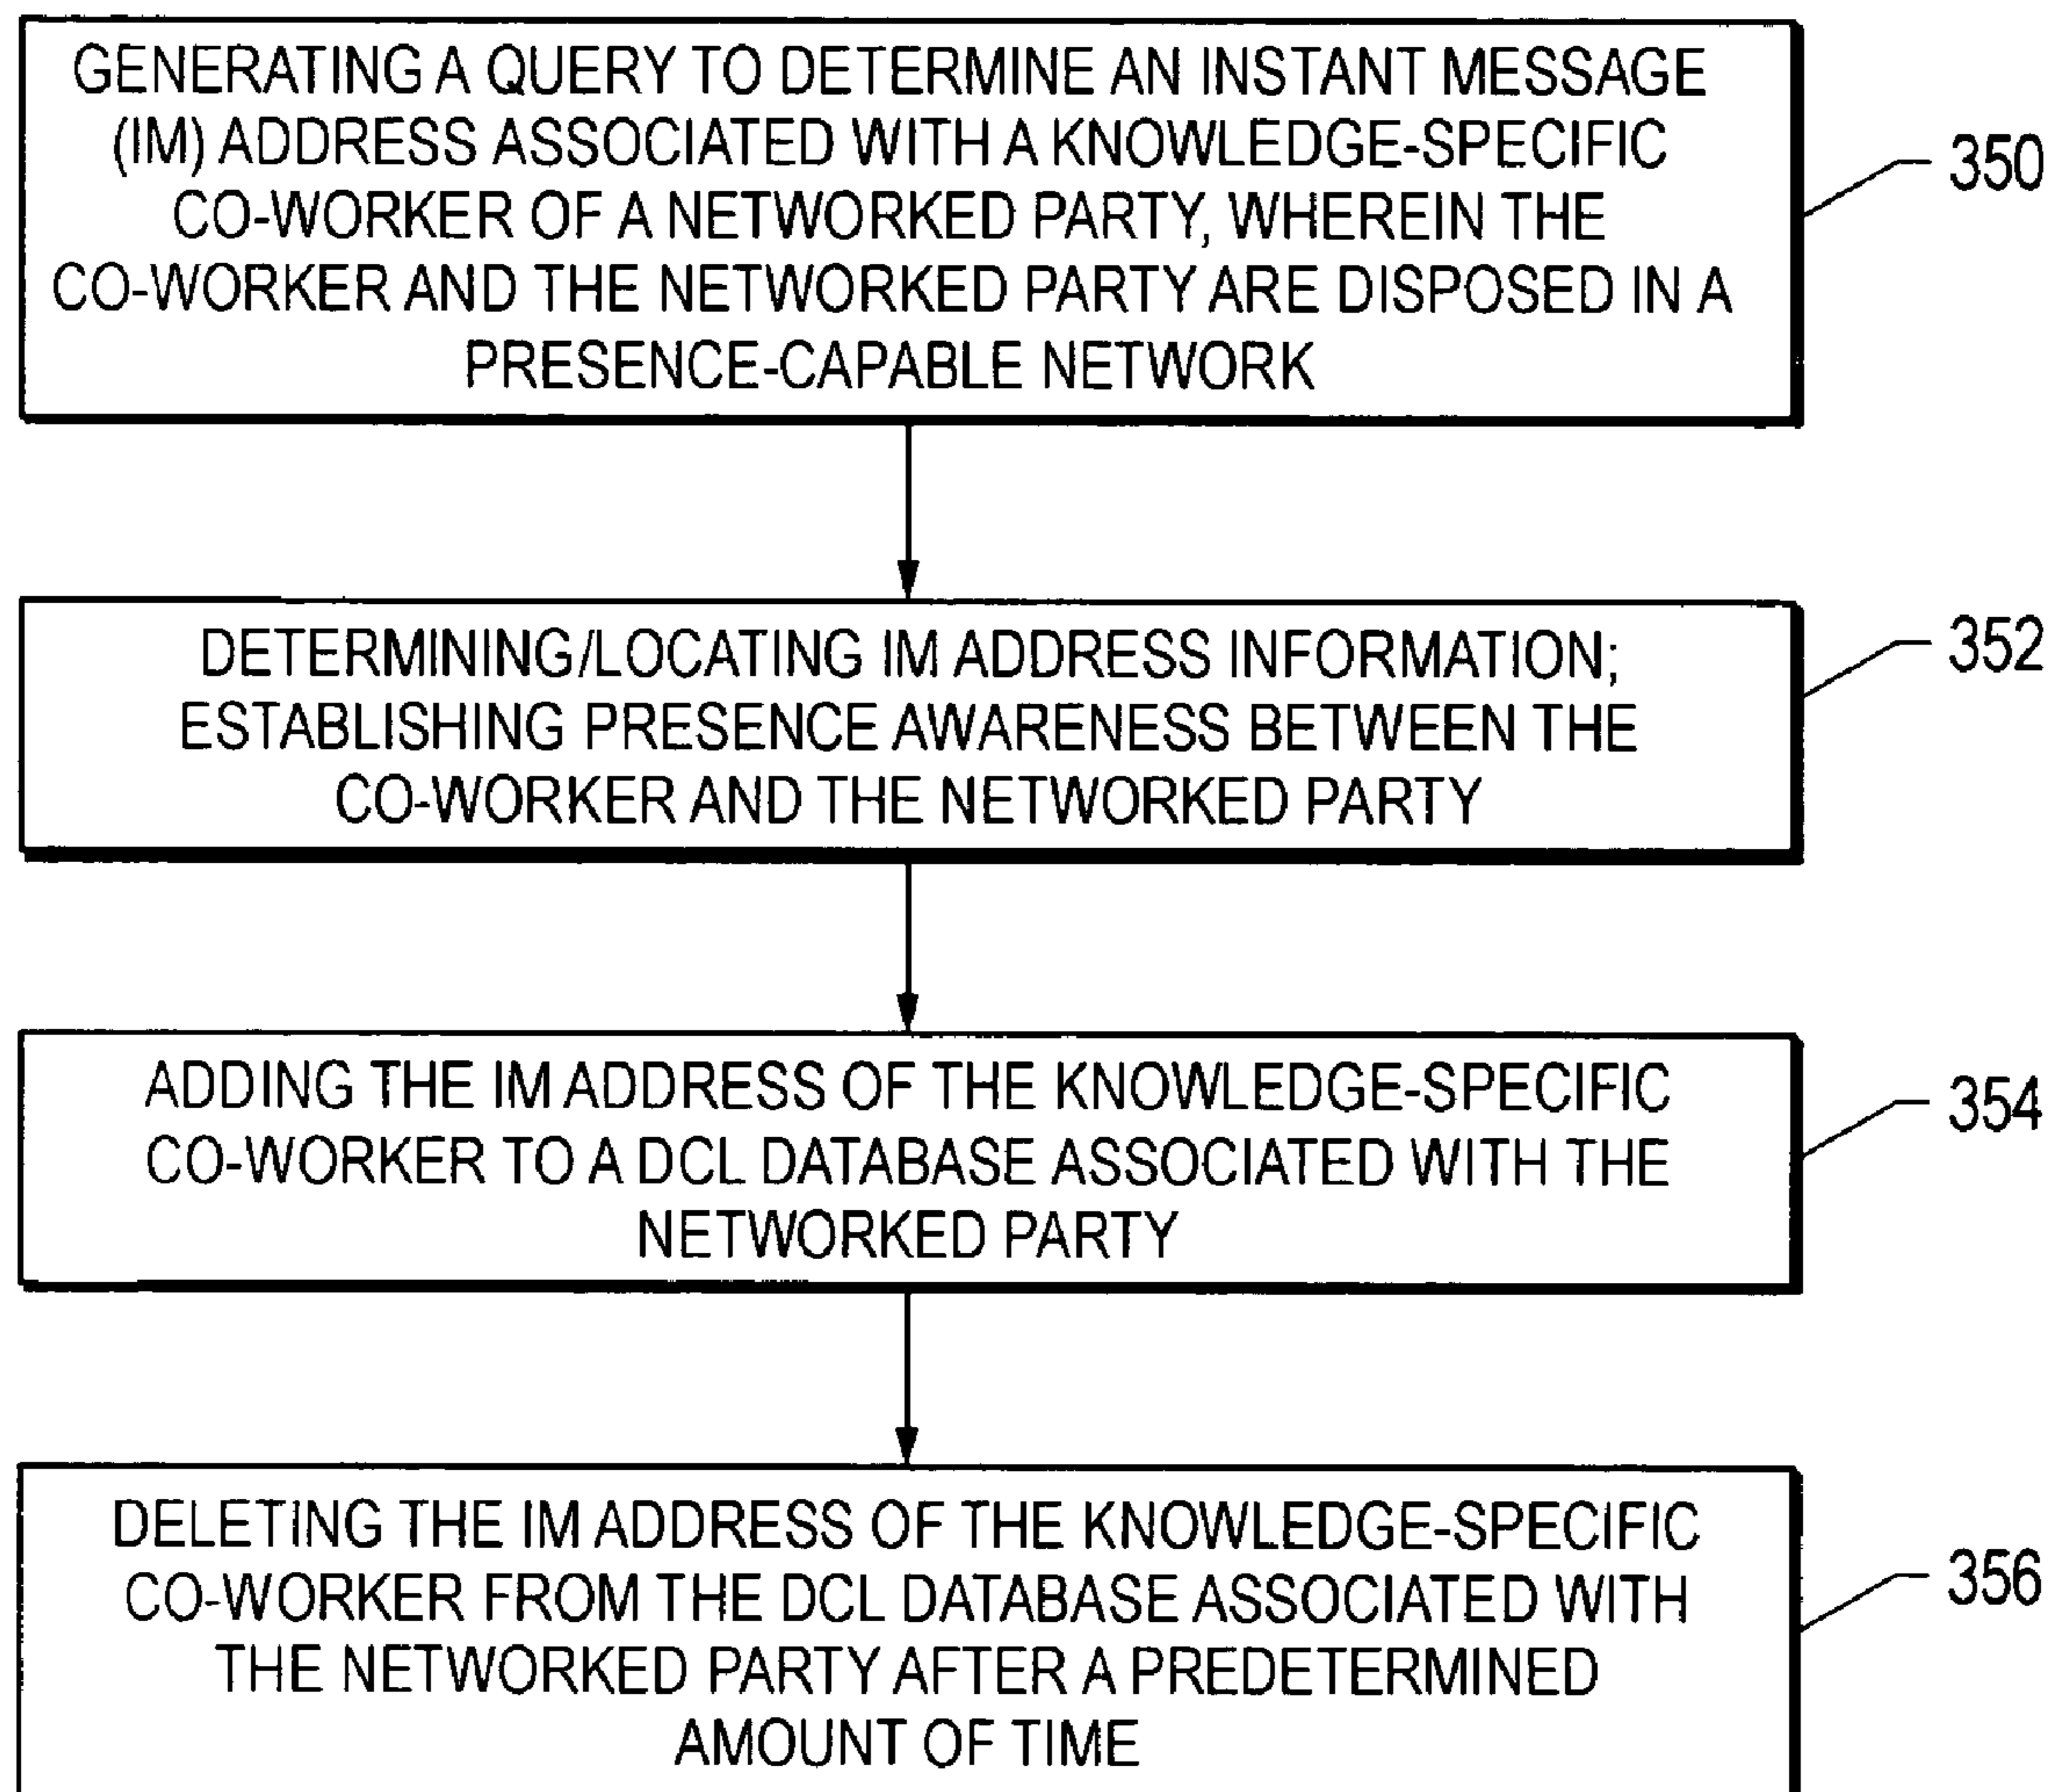 GENERATING A QUERY TO DETERMINE AN INSTANT MESSAGE
(IM) ADDRESS ASSOCIATED WITH A KNOWLEDGE-SPECIFIC
CO-WORKER OF A NETWORKED PARTY, WHEREIN THE
CO-WORKER AND THE NETWORKED PARTY ARE DISPOSED IN A
PRESENCE-CAPABLE NETWORK
350
DETERMINING/LOCATING IM ADDRESS INFORMATION;
ESTABLISHING PRESENCE AWARENESS BETWEEN THE
CO-WORKER AND THE NETWORKED PARTY
352
ADDING THE IM ADDRESS OF THE KNOWLEDGE-SPECIFIC
CO-WORKER TO A DCL DATABASE ASSOCIATED WITH THE
NETWORKED PARTY
354
DELETING THE IM ADDRESS OF THE KNOWLEDGE-SPECIFIC
CO-WORKER FROM THE DCL DATABASE ASSOCIATED WITH
THE NETWORKED PARTY AFTER A PREDETERMINED
AMOUNT OF TIME
356